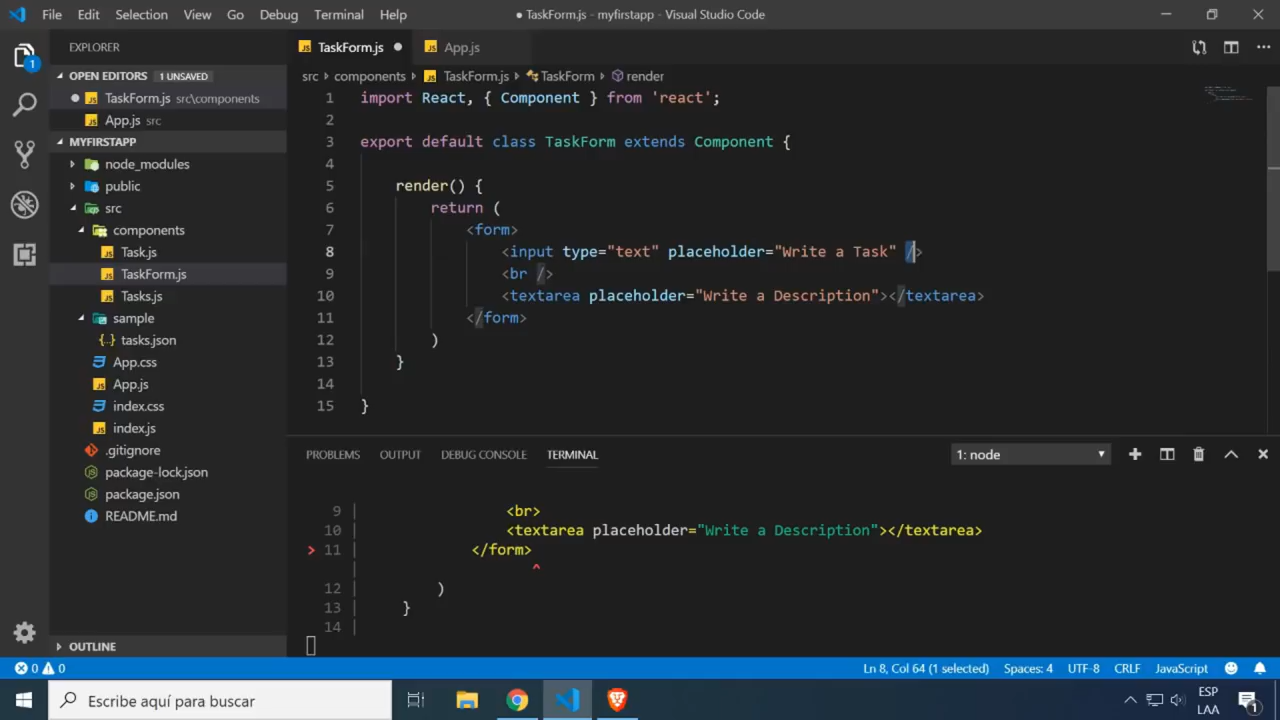 File Edit Selection View Go Debug Terminal Help ● TaskForm.js - myfirstapp - Visual Studio Code
EXPLORER
OPEN EDITORS 1 UNSAVED
TaskForm.js src\components
App.js src
MYFIRSTAPP
node_modules
public
src
components
Task.js
TaskForm.js
Tasks.js
sample
{..} tasks.json
App.css
App.js
index.css
index.js
.gitignore
package-lock.json
package.json
README.md
OUTLINE
JS TaskForm.js ● JS App.js
src › components › JS TaskForm.js › TaskForm › render
1 import React, { Component } from 'react';
2
3 export default class TaskForm extends Component {
4
5 render() {
6 return (
7 <form>
8 <input type="text" placeholder="Write a Task" />
9 <br />
10 <textarea placeholder="Write a Description"></textarea>
11 </form>
12 )
13 }
14
15 }
PROBLEMS OUTPUT DEBUG CONSOLE TERMINAL 1: node
9 | <br>
10 | <textarea placeholder="Write a Description"></textarea>
> 11 | </form>
| ^
12 | )
13 | }
14 |
0 0 Ln 8, Col 64 (1 selected) Spaces: 4 UTF-8 CRLF JavaScript
Escribe aquí para buscar
ESP
LAA
1